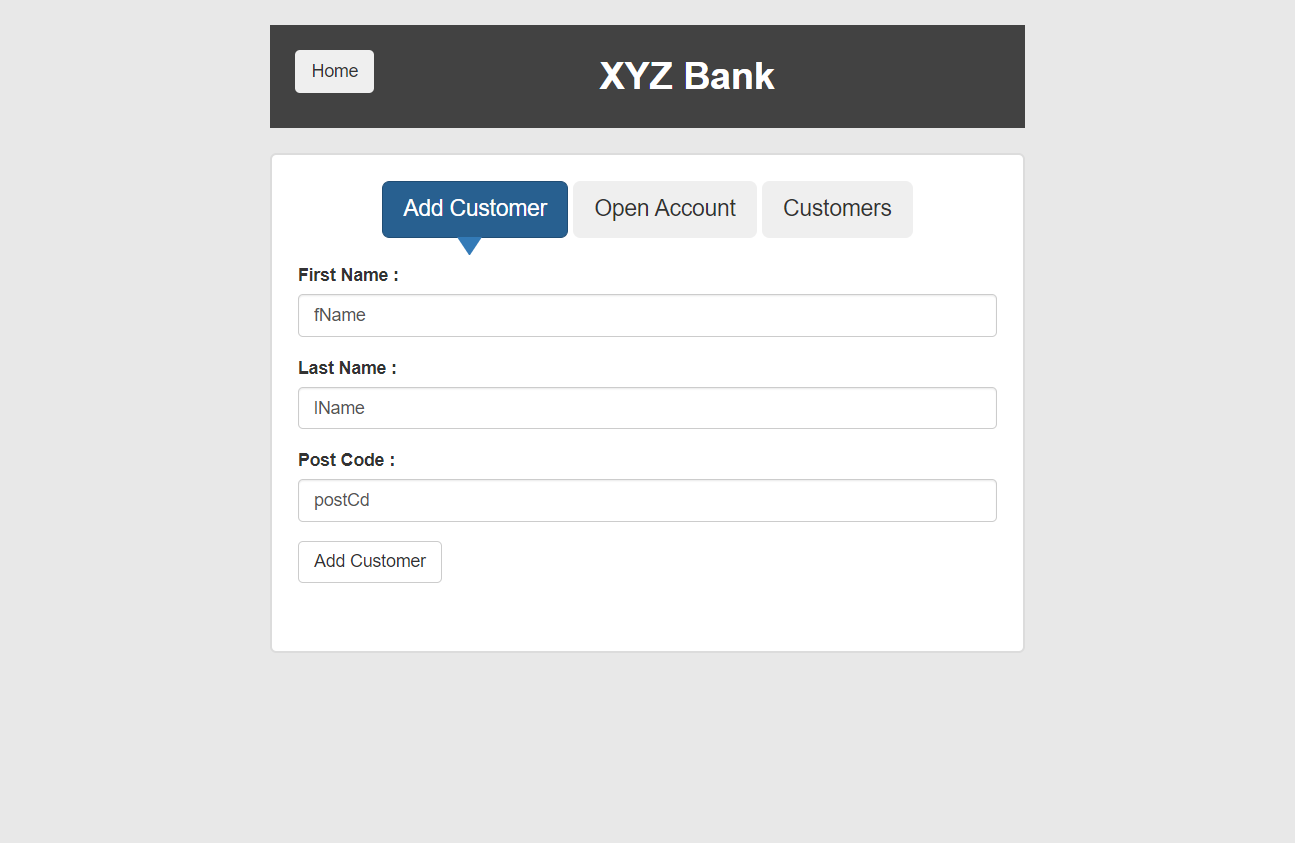 Home
XYZ Bank
Add Customer
Open Account
Customers
First Name :
fName
Last Name :
lName
Post Code :
postCd
Add Customer